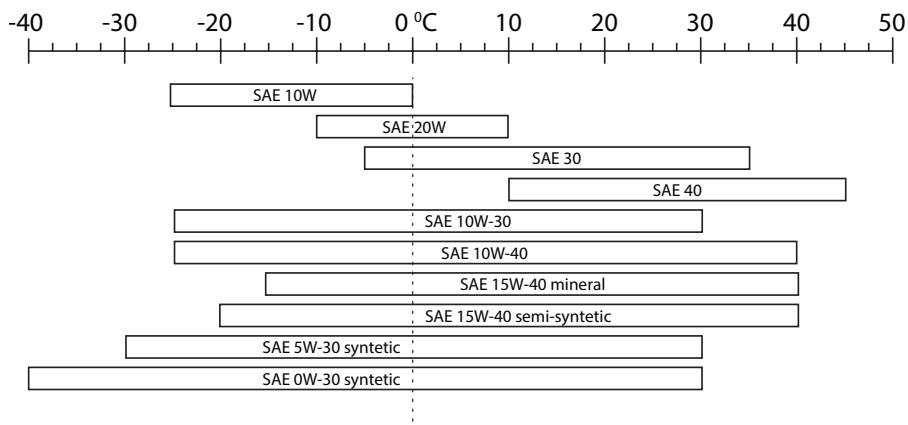 -40 -30 -20 -10 0 ⁰C 10 20 30 40 50
SAE 10W
SAE 20W
SAE 30
SAE 40
SAE 10W-30
SAE 10W-40
SAE 15W-40 mineral
SAE 15W-40 semi-syntetic
SAE 5W-30 syntetic
SAE 0W-30 syntetic